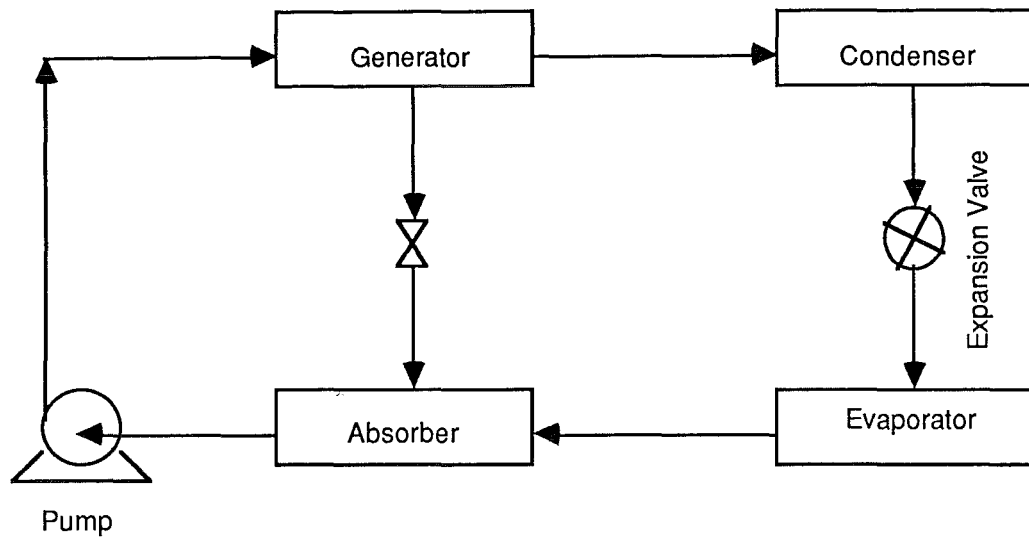 Generator
Condenser
Expansion Valve
Absorber
Evaporator
Pump